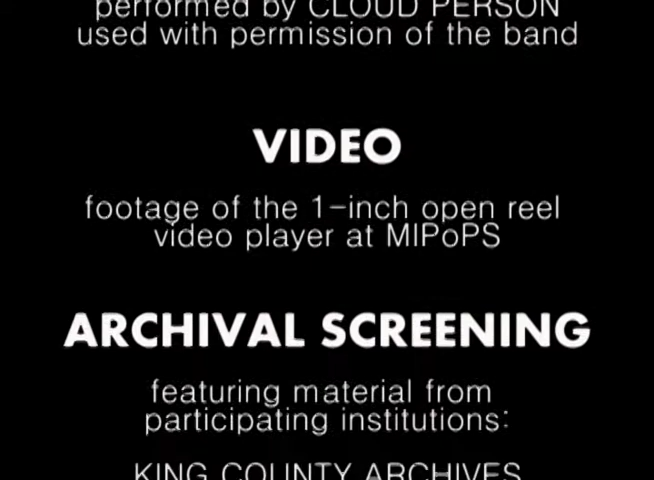 performed by CLOUD PERSON
used with permission of the band
VIDEO
footage of the 1-inch open reel
video player at MIPoPS
ARCHIVAL SCREENING
featuring material from
participating institutions:
KING COUNTY ARCHIVES